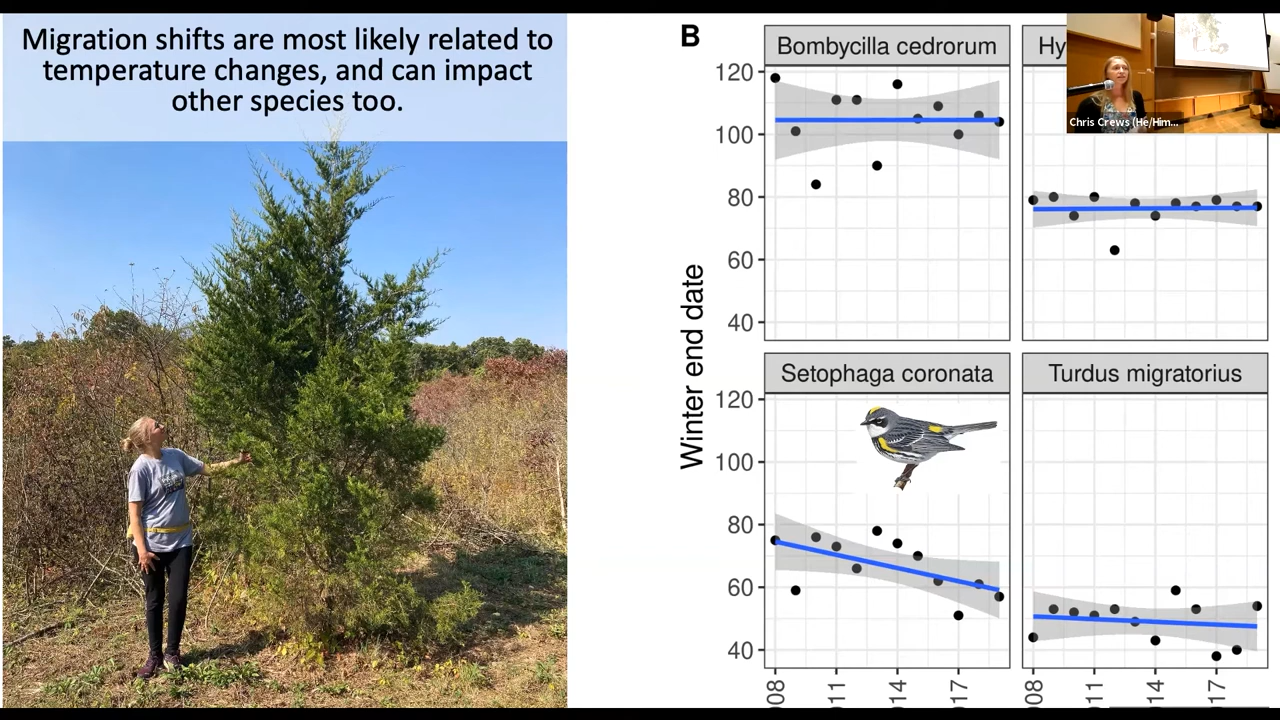 Migration shifts are most likely related to
temperature changes, and can impact
other species too.
B
Bombycilla cedrorum
Hy
Chris Crews (He/Him...
Winter end date
120
100
80
60
40
Setophaga coronata
Turdus migratorius
120
100
80
60
40
08
11
14
17
08
11
14
17